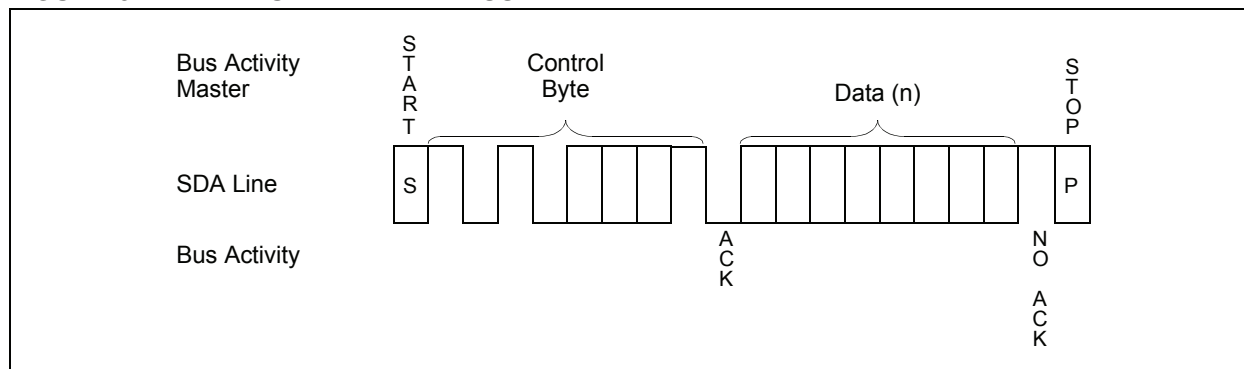 START
Bus Activity
Master
Control
Byte
Data (n)
STOP
SDA Line
S
P
Bus Activity
ACK
NO ACK